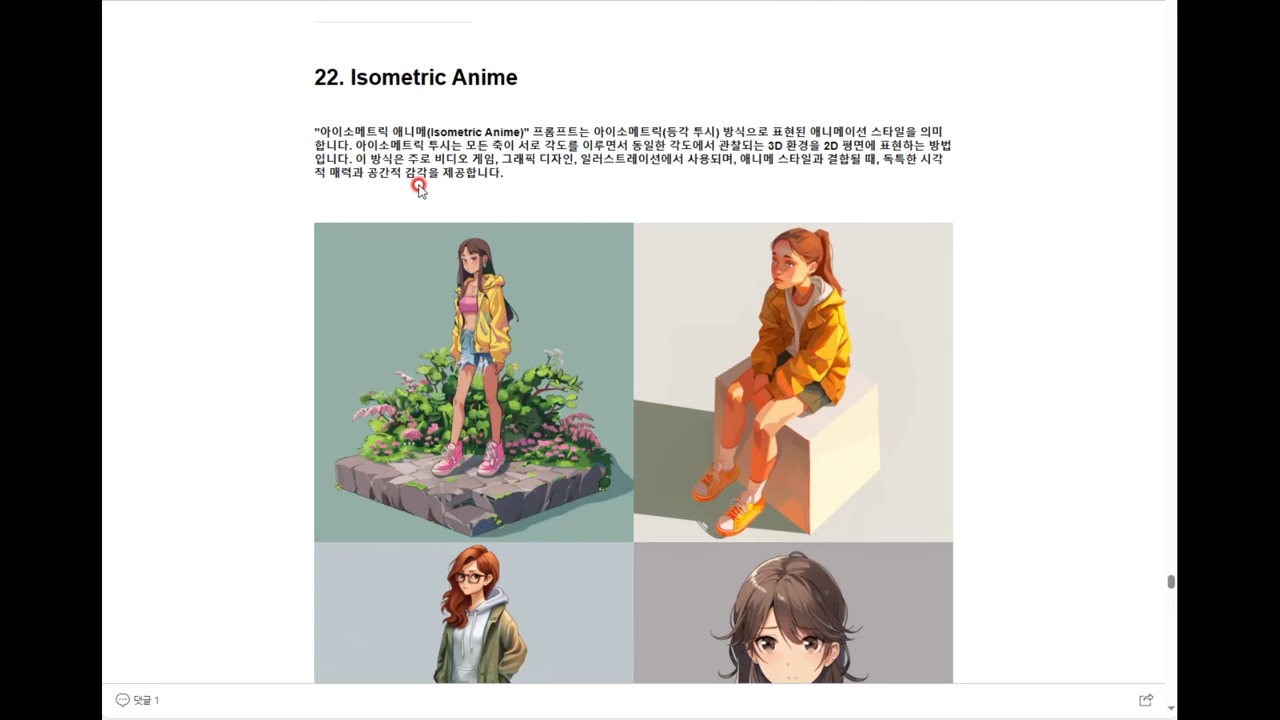 22. Isometric Anime
"아이소메트릭 애니메(Isometric Anime)" 프롬프트는 아이소메트릭(등각 투시) 방식으로 표현된 애니메이션 스타일을 의미
합니다. 아이소메트릭 투시는 모든 축이 서로 각도를 이루면서 동일한 각도에서 관찰되는 3D 환경을 2D 평면에 표현하는 방법
입니다. 이 방식은 주로 비디오 게임, 그래픽 디자인, 일러스트레이션에서 사용되며, 애니메 스타일과 결합될 때, 독특한 시각
적 매력과 공간적 감각을 제공합니다.
댓글 1